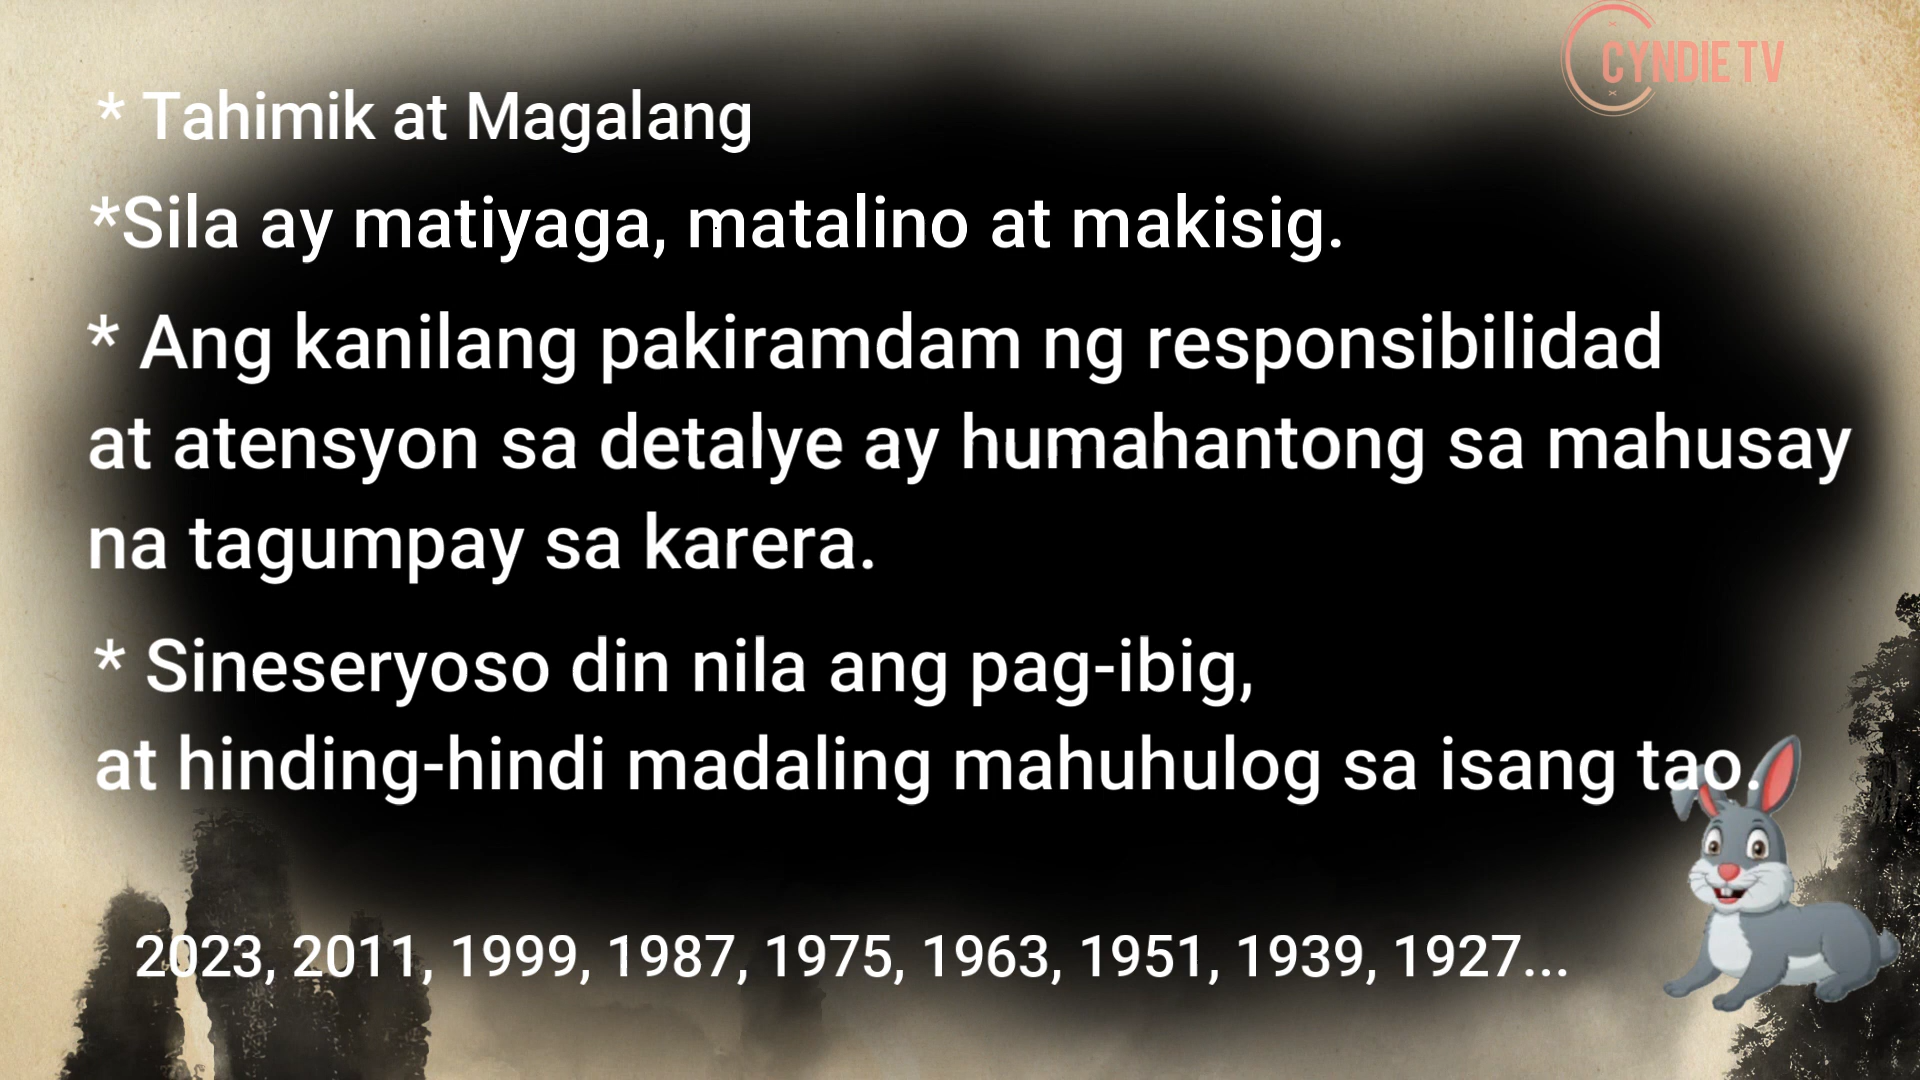 CYNDIE TV
* Tahimik at Magalang
*Sila ay matiyaga, matalino at makisig.
* Ang kanilang pakiramdam ng responsibilidad
at atensyon sa detalye ay humahantong sa mahusay
na tagumpay sa karera.
* Sineseryoso din nila ang pag-ibig,
at hinding-hindi madaling mahuhulog sa isang tao.
2023, 2011, 1999, 1987, 1975, 1963, 1951, 1939, 1927...